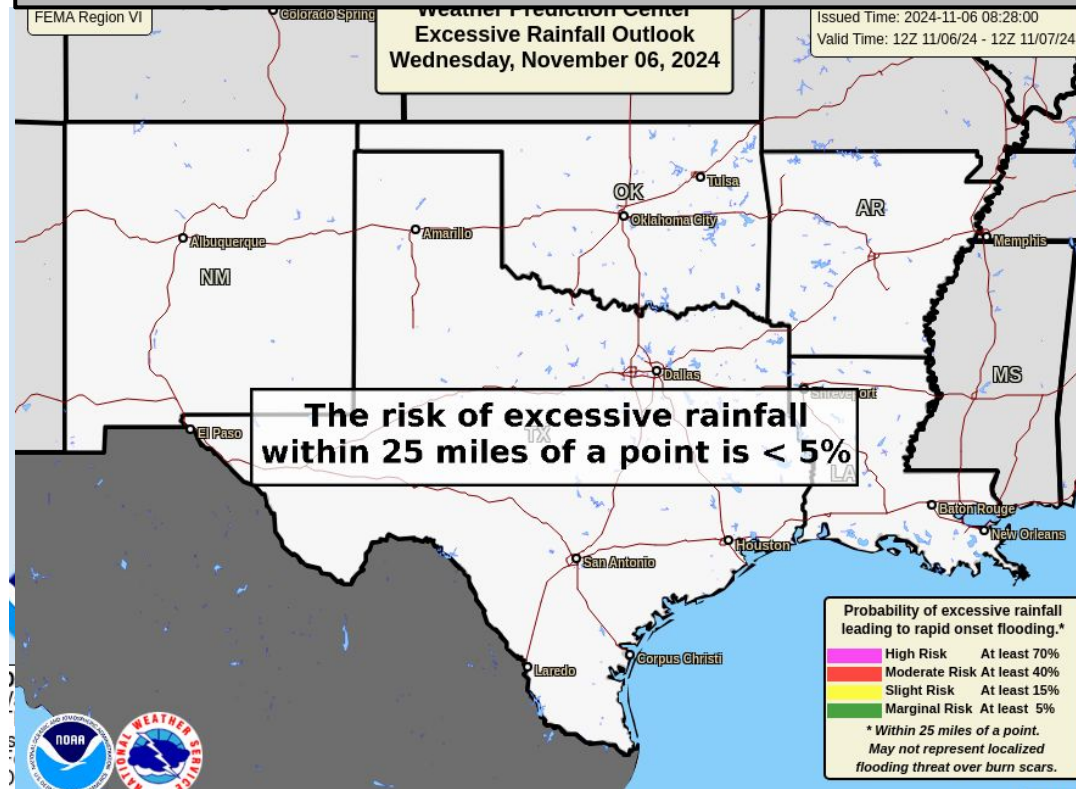 Colorado Spring
FEMA Region VI
Weather Prediction Center
Excessive Rainfall Outlook
Wednesday, November 06, 2024
Issued Time: 2024-11-06 08:28:00
Valid Time: 12Z 11/06/24 - 12Z 11/07/24
OK
Tulsa
Oklahoma City
AR
Albuquerque
Amarillo
Memphis
NM
Dallas
MS
Shreveport
The risk of excessive rainfall
within 25 miles of a point is < 5%
El Paso
TX
LA
Baton Rouge
New Orleans
Houston
San Antonio
Laredo
Corpus Christi
Probability of excessive rainfall
leading to rapid onset flooding.*
High Risk At least 70%
Moderate Risk At least 40%
Slight Risk At least 15%
Marginal Risk At least 5%
* Within 25 miles of a point.
May not represent localized
flooding threat over burn scars.
NOAA
NATIONAL WEATHER SERVICE